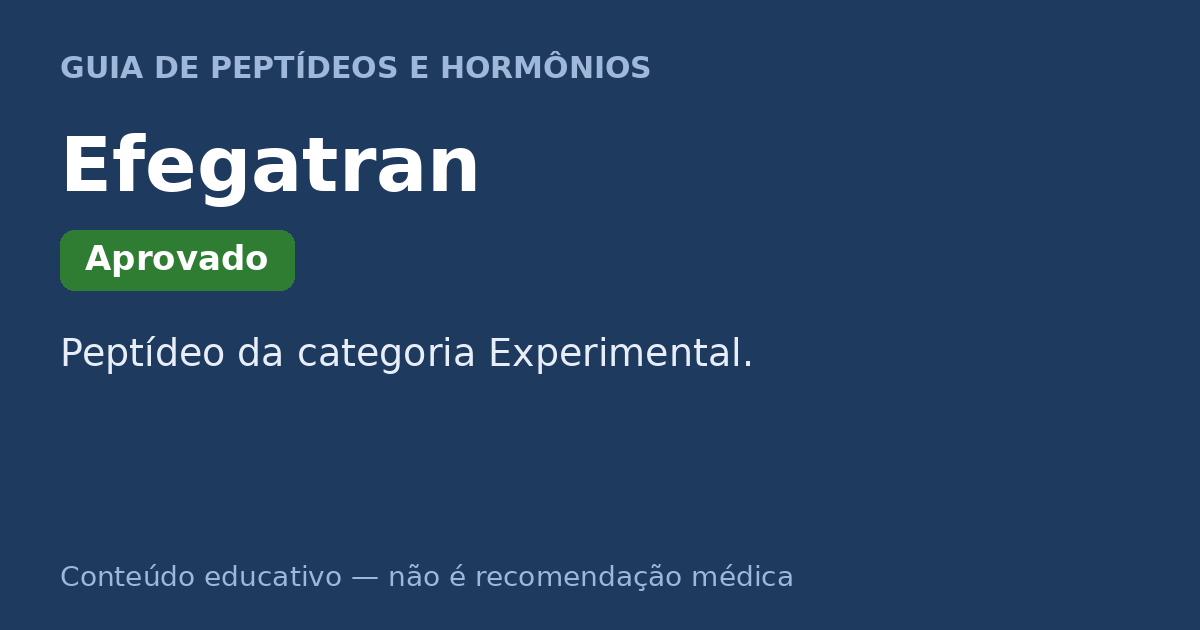 GUIA DE PEPTÍDEOS E HORMÔNIOS
Efegatran
Aprovado
Peptídeo da categoria Experimental.
Conteúdo educativo — não é recomendação médica